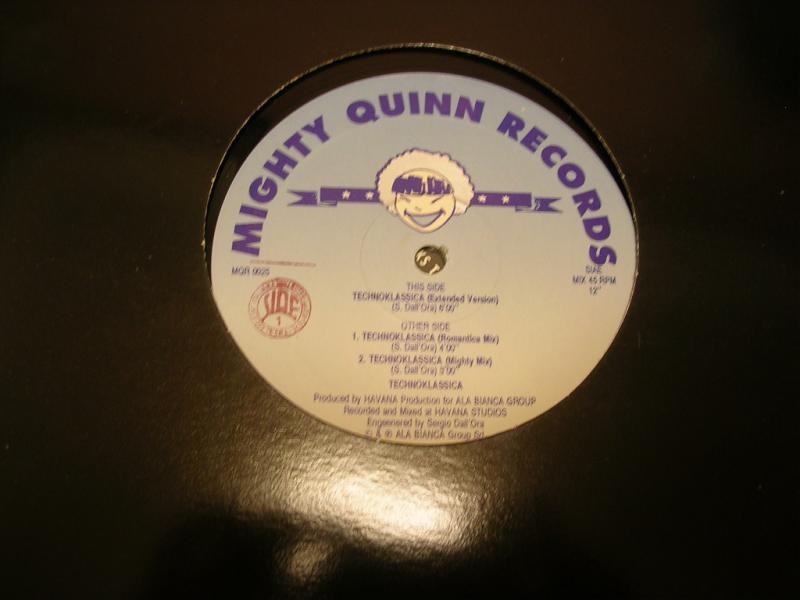 MIGHTY QUINN RECORDS
MQR 0025
SIAE
MIX 45 RPM
12"
SIDE
1
THIS SIDE
TECHNOKLASSICA (Extended Version)
(S. Dall'Ora) 6'00"
OTHER SIDE
1. TECHNOKLASSICA (Romantica Mix)
(S. Dall'Ora) 4'00"
2. TECHNOKLASSICA (Mighty Mix)
(S. Dall'Ora) 3'00"
TECHNOKLASSICA
Produced by HAVANA Production for ALA BIANCA GROUP
Recorded and Mixed at HAVANA STUDIOS
Engeneered by Sergio Dall'Ora
© & ℗ ALA BIANCA Group Srl